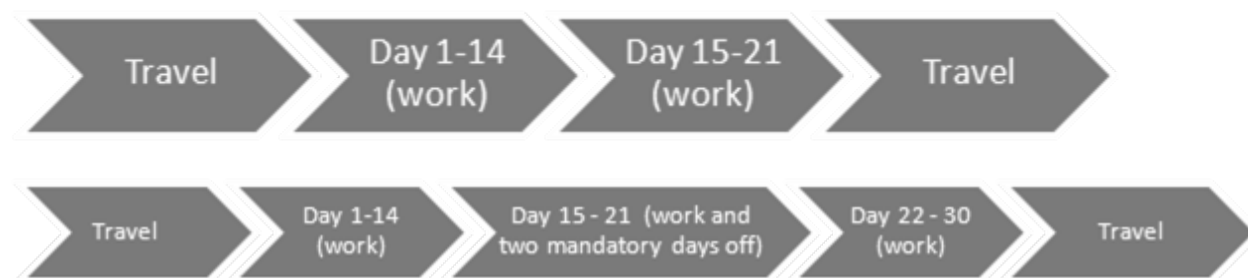 Travel
Day 1-14
(work)
Day 15-21
(work)
Travel
Travel
Day 1-14
(work)
Day 15 - 21 (work and
two mandatory days off)
Day 22 - 30
(work)
Travel